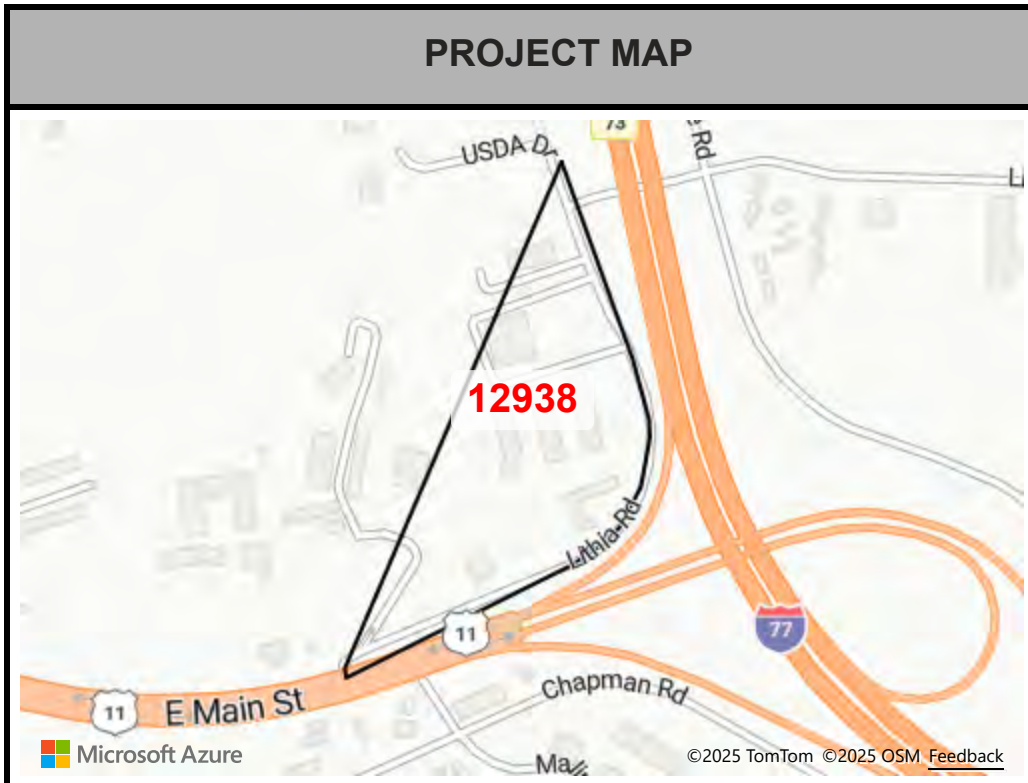 PROJECT MAP
73
USDA Dr
Rd
12938
Lithia Rd
11
77
11
E Main St
Chapman Rd
Microsoft Azure
©2025 TomTom ©2025 OSM Feedback